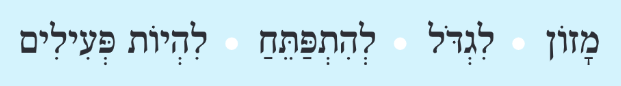 מָזוֹן • לִגְדֹּל • לְהִתְפַּתֵּחַ • לִהְיוֹת פְּעִילִים